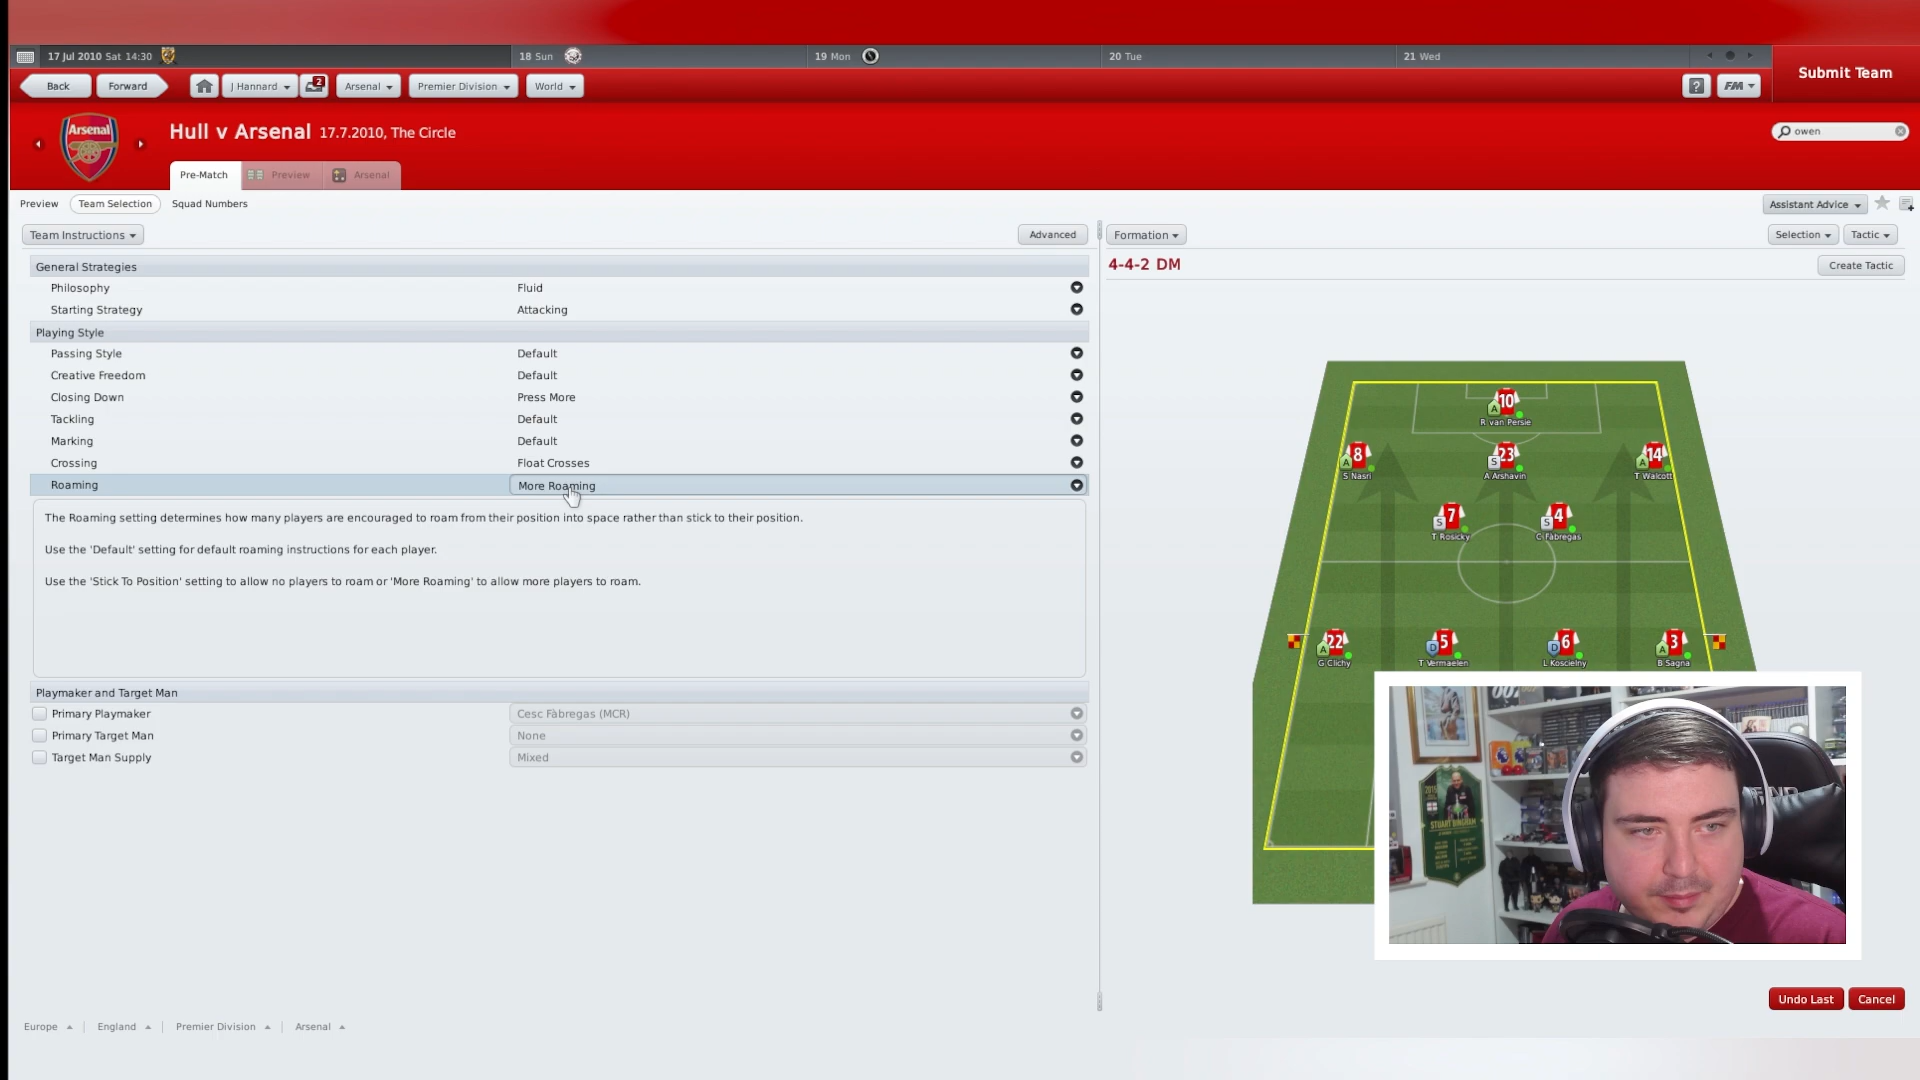 17 Jul 2010 Sat 14:30
18 Sun
19 Mon
20 Tue
21 Wed
Submit Team
Back
Forward
J Hannard
2
Arsenal
Premier Division
World
?
FM
Arsenal
Hull v Arsenal 17.7.2010, The Circle
owen
Pre-Match
Preview
Arsenal
Preview
Team Selection
Squad Numbers
Assistant Advice
Team Instructions
Advanced
Formation
Selection
Tactic
General Strategies
4-4-2 DM
Create Tactic
Philosophy Fluid
Starting Strategy Attacking
Playing Style
Passing Style Default
Creative Freedom Default
Closing Down Press More
Tackling Default
Marking Default
Crossing Float Crosses
Roaming More Roaming
The Roaming setting determines how many players are encouraged to roam from their position into space rather than stick to their position.
Use the 'Default' setting for default roaming instructions for each player.
Use the 'Stick To Position' setting to allow no players to roam or 'More Roaming' to allow more players to roam.
Playmaker and Target Man
Primary Playmaker Cesc Fàbregas (MCR)
Primary Target Man None
Target Man Supply Mixed
10
A
R van Persie
8
A
S Nasri
23
S
A Arshavin
14
A
T Walcott
7
S
T Rosicky
4
S
C Fàbregas
22
A
G Clichy
5
D
T Vermaelen
6
D
L Koscielny
3
A
B Sagna
007
2015
STUART BINGHAM
Undo Last
Cancel
Europe
England
Premier Division
Arsenal